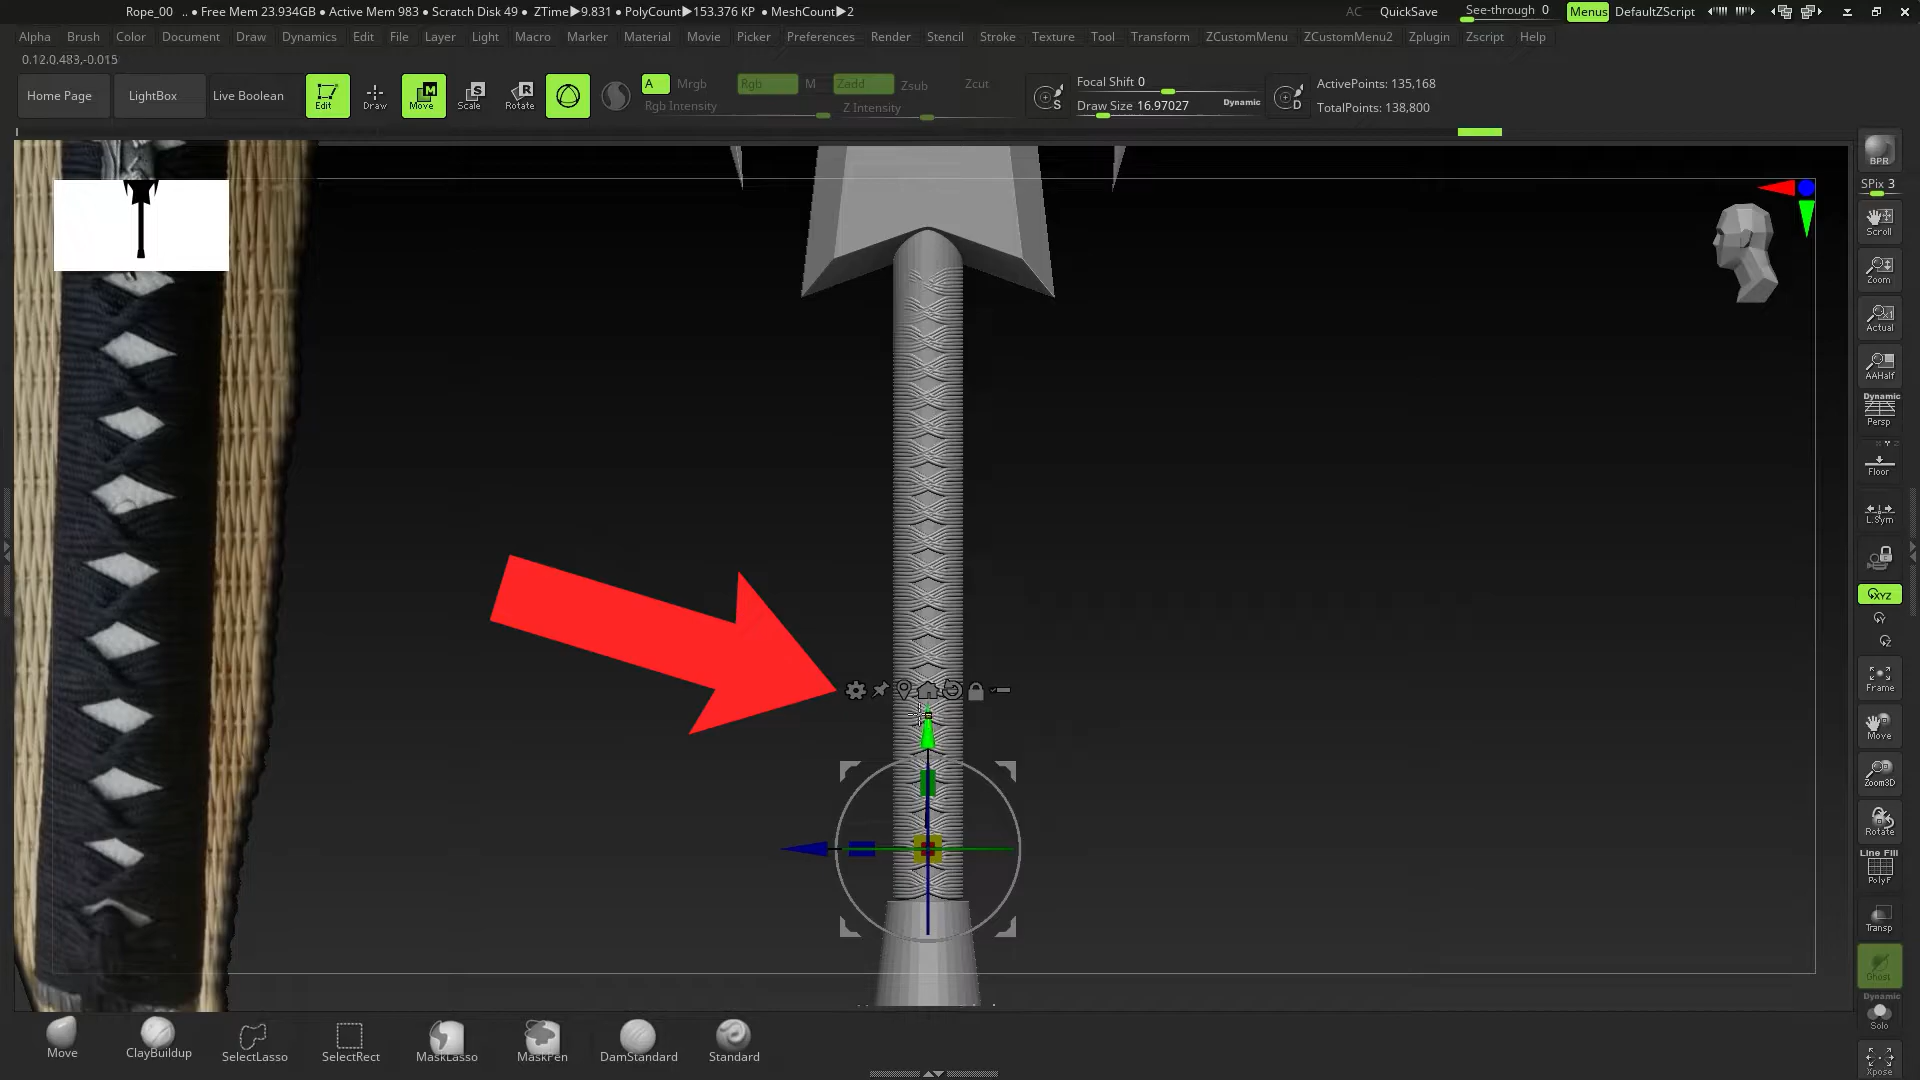 Rope_00 .. ● Free Mem 23.934GB ● Active Mem 983 ● Scratch Disk 49 ● ZTime▶9.831 ● PolyCount▶153.376 KP ● MeshCount▶2
AC QuickSave See-through 0 Menus DefaultZScript
Alpha Brush Color Document Draw Dynamics Edit File Layer Light Macro Marker Material Movie Picker Preferences Render Stencil Stroke Texture Tool Transform ZCustomMenu ZCustomMenu2 Zplugin Zscript Help
0.12,0.483,-0.015
Home Page LightBox Live Boolean Edit Draw Move Scale Rotate
A Mrgb Rgb M Zadd Zsub Zcut
Rgb Intensity Z Intensity
Focal Shift 0
Draw Size 16.97027 Dynamic
ActivePoints: 135,168
TotalPoints: 138,800
M
S
R
S
D
BPR
SPix 3
Scroll
Zoom
Actual
AAHalf
Dynamic
Persp
Floor
L.Sym
XYZ
Y
Z
Frame
Move
Zoom3D
Rotate
Line Fill
PolyF
Transp
Ghost
Dynamic
Solo
Xpose
Move ClayBuildup SelectLasso SelectRect MaskLasso MaskPen DamStandard Standard